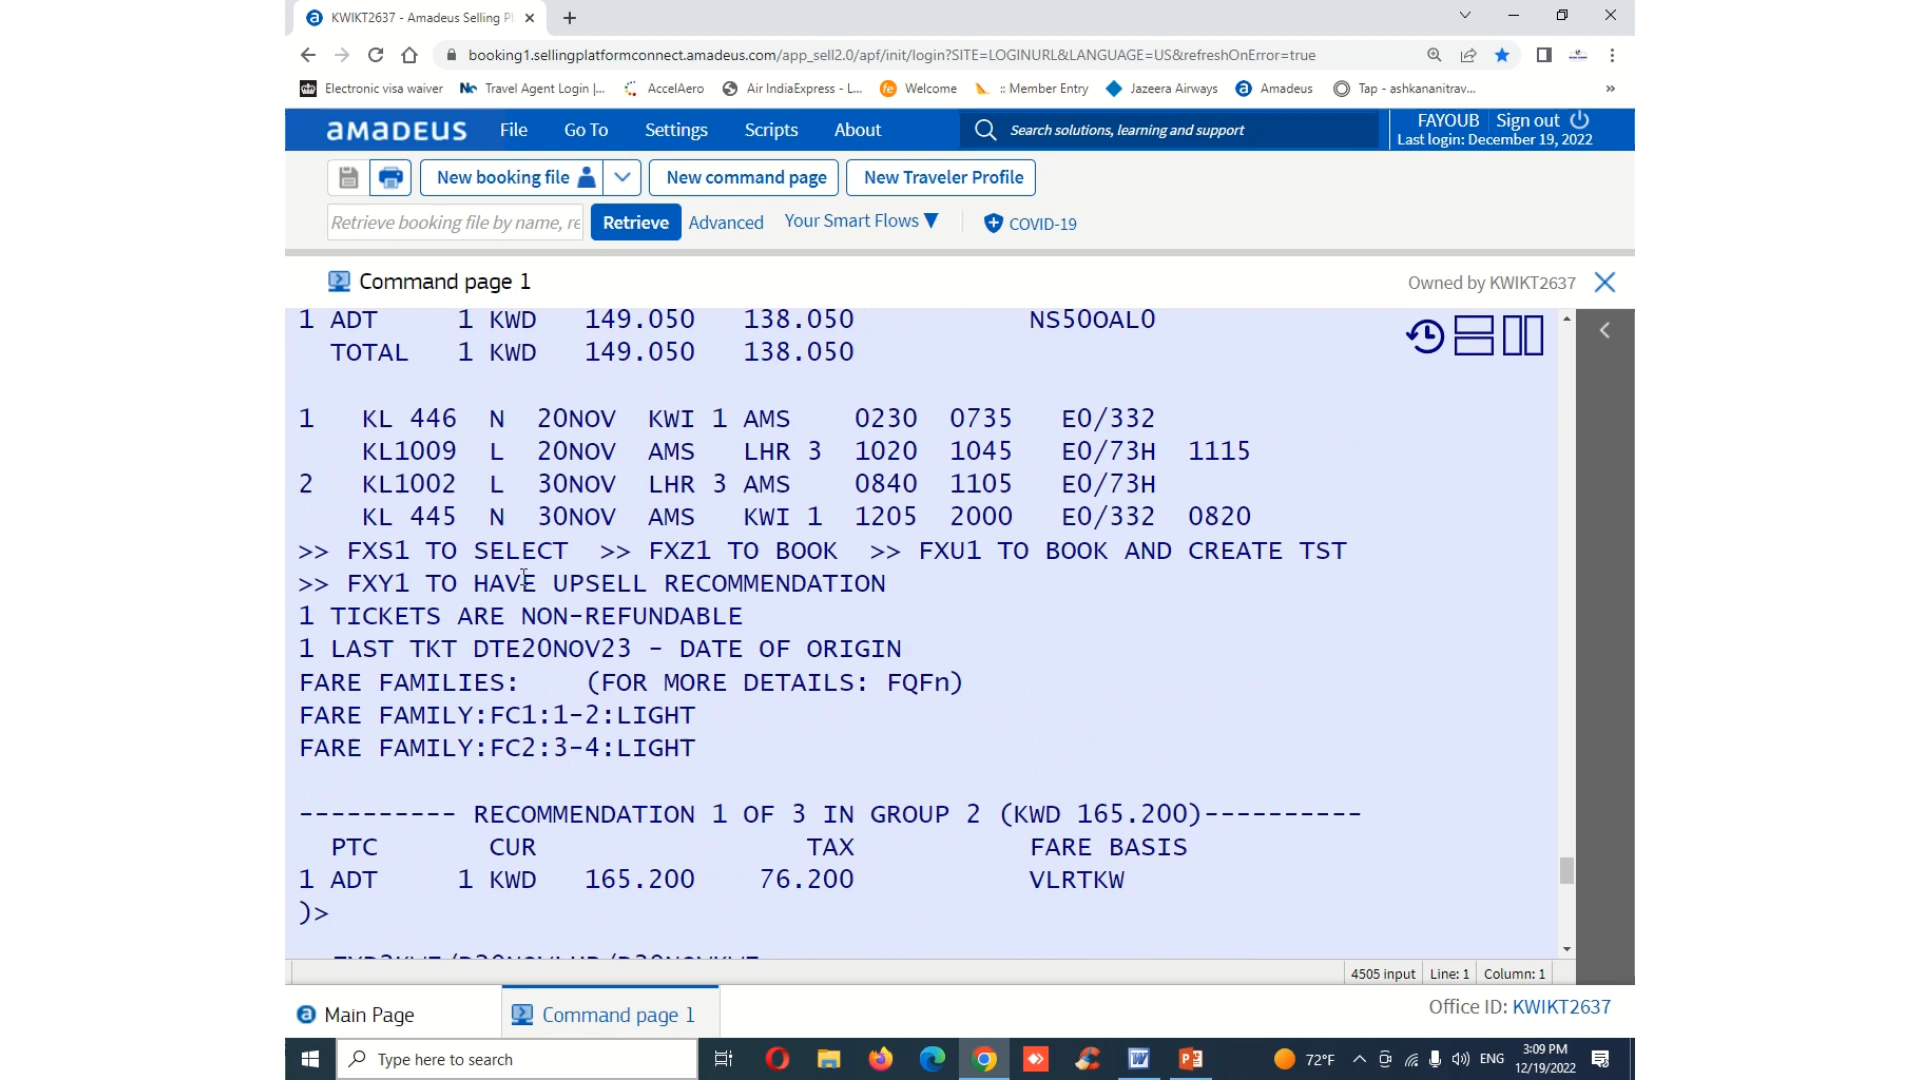 KWIKT2637 - Amadeus Selling Pl
booking1.sellingplatformconnect.amadeus.com/app_sell2.0/apf/init/login?SITE=LOGINURL&LANGUAGE=US&refreshOnError=true
Electronic visa waiver Travel Agent Login |... AccelAero Air IndiaExpress - L... Welcome :: Member Entry Jazeera Airways Amadeus Tap - ashkananitrav... »
amadeus File Go To Settings Scripts About Search solutions, learning and support FAYOUB Sign out
Last login: December 19, 2022
New booking file New command page New Traveler Profile
Retrieve booking file by name, re Retrieve Advanced Your Smart Flows COVID-19
Command page 1 Owned by KWIKT2637
1 ADT 1 KWD 149.050 138.050 NS50OAL0
TOTAL 1 KWD 149.050 138.050
1 KL 446 N 20NOV KWI 1 AMS 0230 0735 E0/332
KL1009 L 20NOV AMS LHR 3 1020 1045 E0/73H 1115
2 KL1002 L 30NOV LHR 3 AMS 0840 1105 E0/73H
KL 445 N 30NOV AMS KWI 1 1205 2000 E0/332 0820
>> FXS1 TO SELECT >> FXZ1 TO BOOK >> FXU1 TO BOOK AND CREATE TST
>> FXY1 TO HAVE UPSELL RECOMMENDATION
1 TICKETS ARE NON-REFUNDABLE
1 LAST TKT DTE20NOV23 - DATE OF ORIGIN
FARE FAMILIES: (FOR MORE DETAILS: FQFn)
FARE FAMILY:FC1:1-2:LIGHT
FARE FAMILY:FC2:3-4:LIGHT
---------- RECOMMENDATION 1 OF 3 IN GROUP 2 (KWD 165.200)----------
PTC CUR TAX FARE BASIS
1 ADT 1 KWD 165.200 76.200 VLRTKW
)>
4505 input Line: 1 Column: 1
Main Page Command page 1 Office ID: KWIKT2637
Type here to search 72°F ENG 3:09 PM
12/19/2022